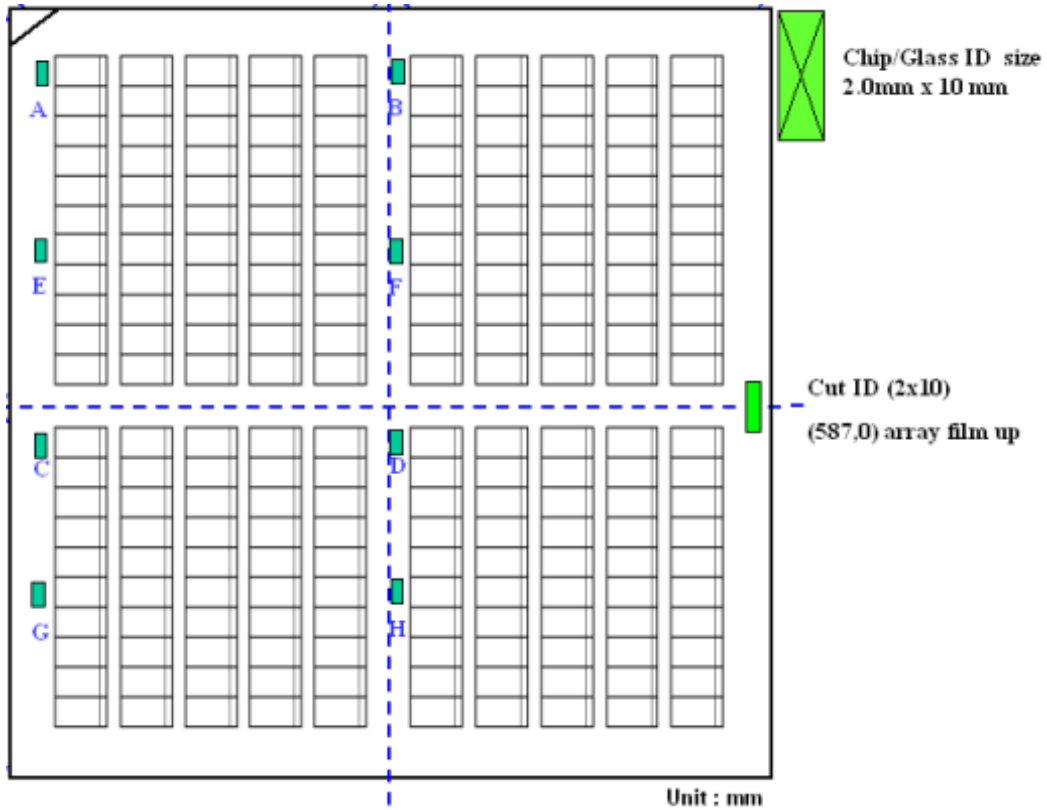 Chip/Glass ID size
2.0mm x 10 mm
A
B
E
F
Cut ID (2x10)
(587,0) array film up
C
D
G
H
Unit : mm